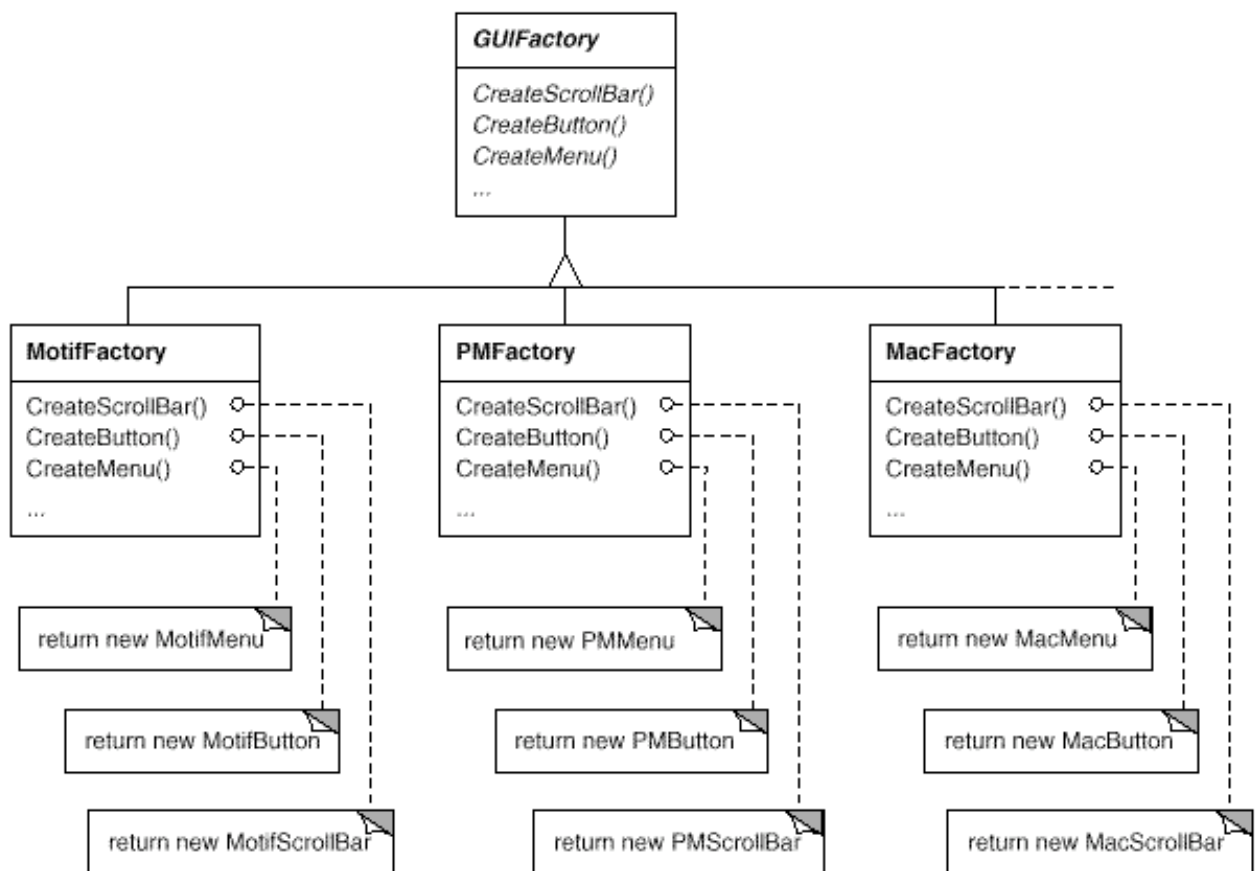 GUIFactory
CreateScrollBar()
CreateButton()
CreateMenu()
...
MotifFactory
CreateScrollBar()
CreateButton()
CreateMenu()
...
return new MotifMenu
return new MotifButton
return new MotifScrollBar
PMFactory
CreateScrollBar()
CreateButton()
CreateMenu()
...
return new PMMenu
return new PMButton
return new PMScrollBar
MacFactory
CreateScrollBar()
CreateButton()
CreateMenu()
...
return new MacMenu
return new MacButton
return new MacScrollBar